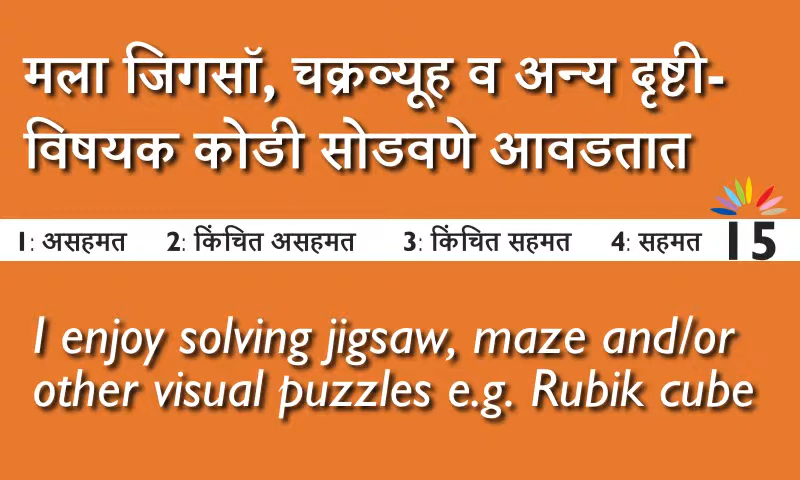 मला जिगसॉ, चक्रव्यूह व अन्य दृष्टी-
विषयक कोडी सोडवणे आवडतात
1: असहमत 2: किंचित असहमत 3: किंचित सहमत 4: सहमत 15
I enjoy solving jigsaw, maze and/or
other visual puzzles e.g. Rubik cube